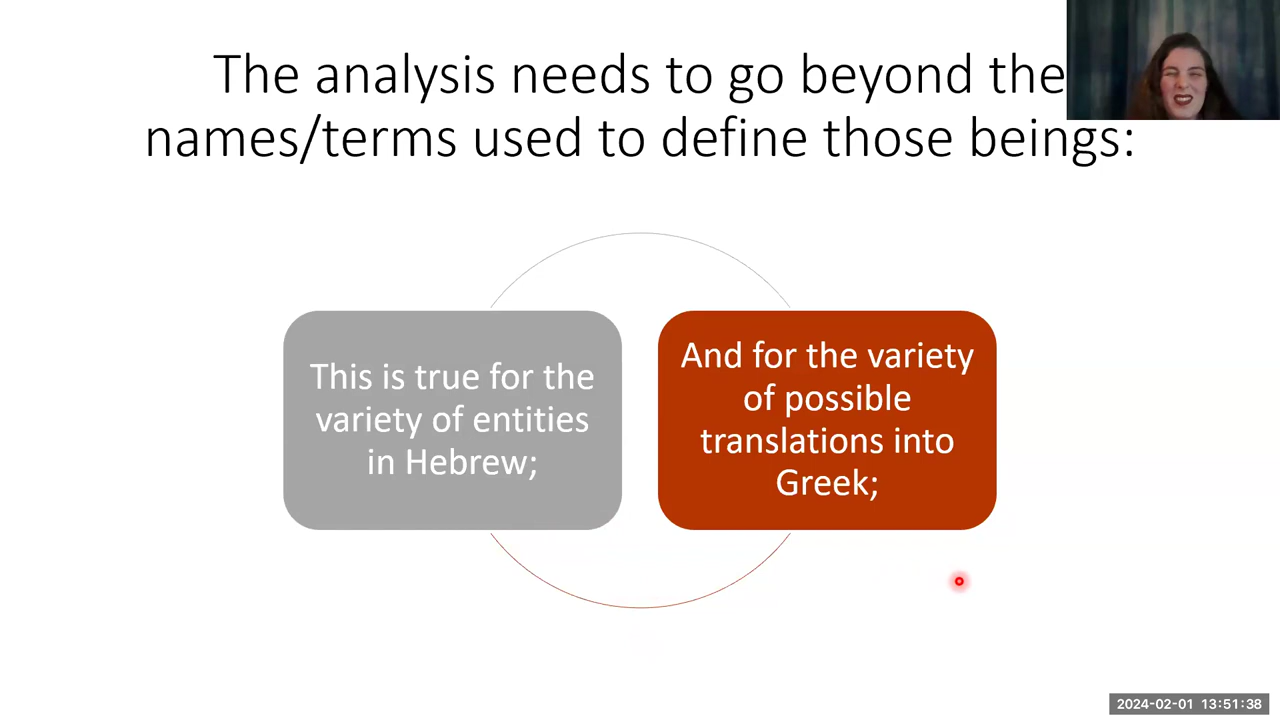 The analysis needs to go beyond the
names/terms used to define those beings:
This is true for the
variety of entities
in Hebrew;
And for the variety
of possible
translations into
Greek;
2024-02-01 13:51:38